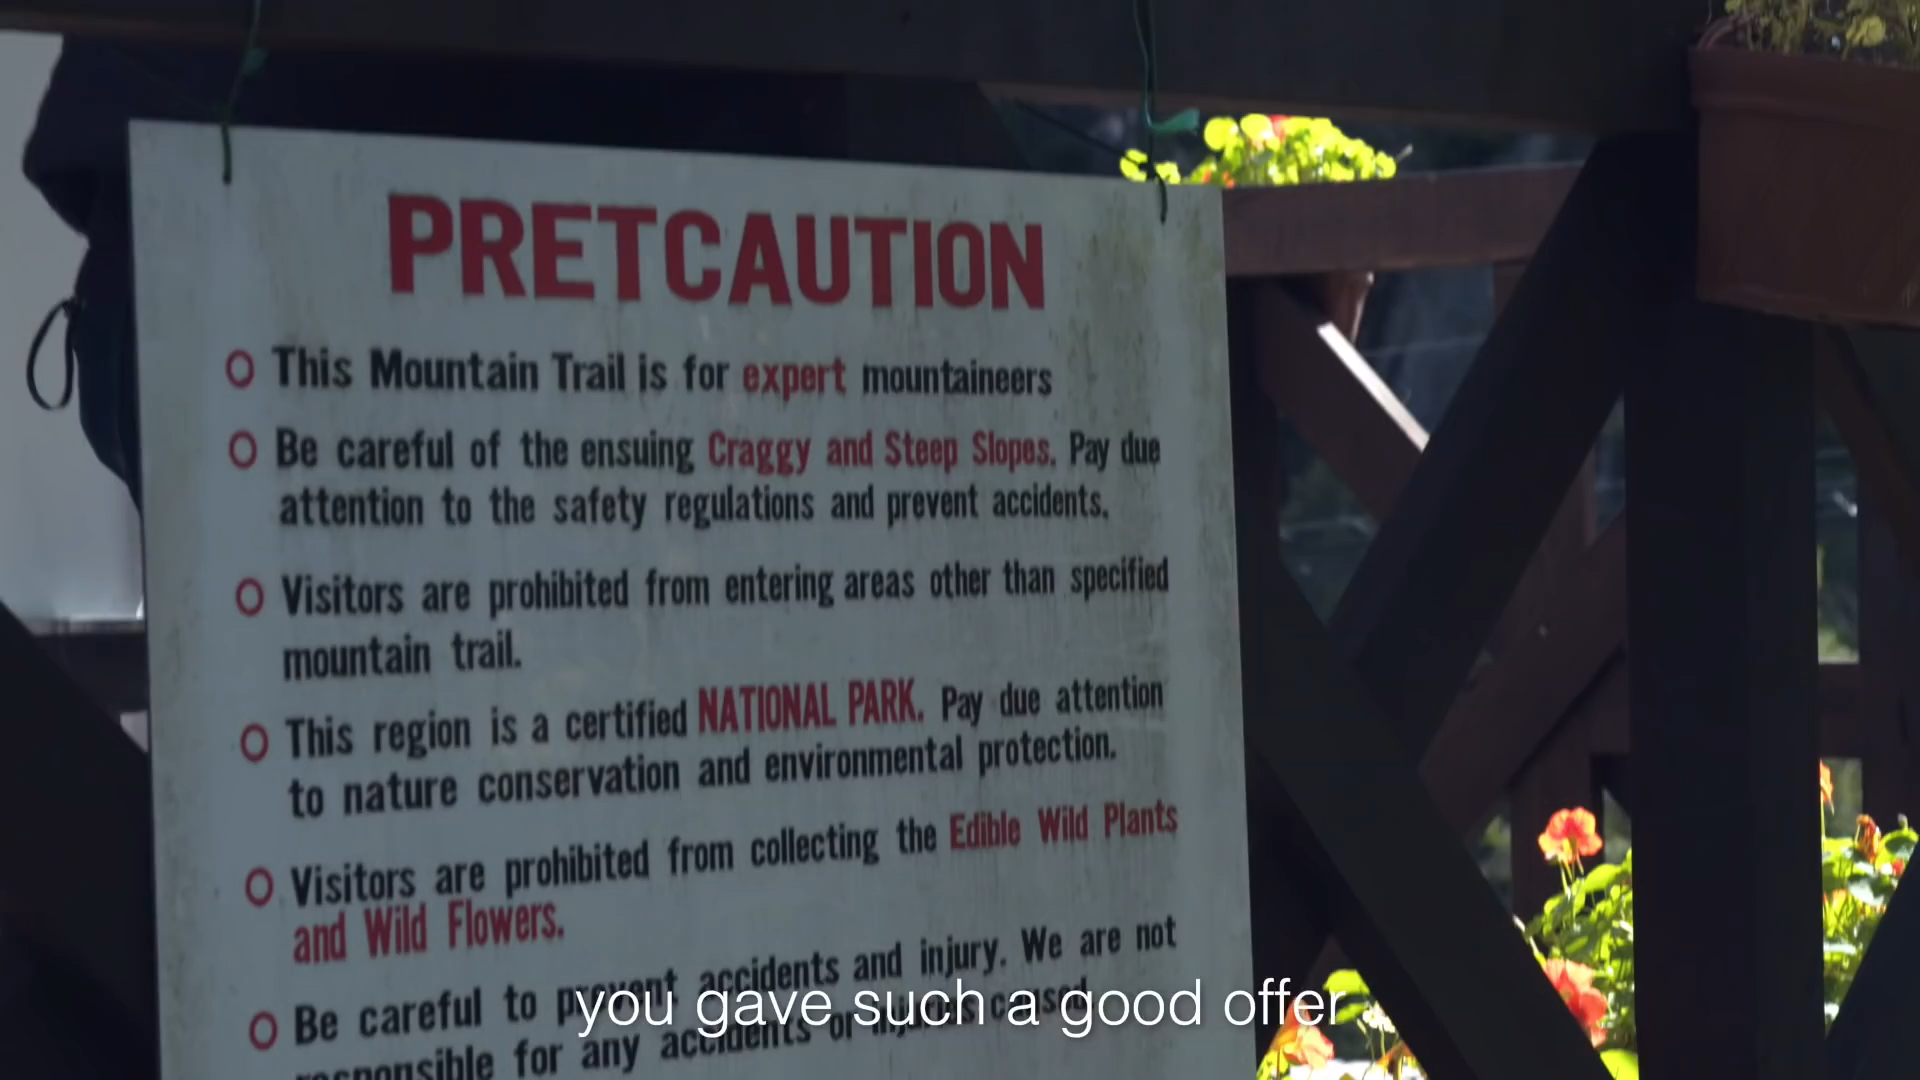 PRETCAUTION
This Mountain Trail is for expert mountaineers
Be careful of the ensuing Craggy and Steep Slopes. Pay due
attention to the safety regulations and prevent accidents.
Visitors are prohibited from entering areas other than specified
mountain trail.
This region is a certified NATIONAL PARK. Pay due attention
to nature conservation and environmental protection.
Visitors are prohibited from collecting the Edible Wild Plants
and Wild Flowers.
Be careful to prevent accidents and injury. We are not
responsible for any accidents or injuries caused
you gave such a good offer